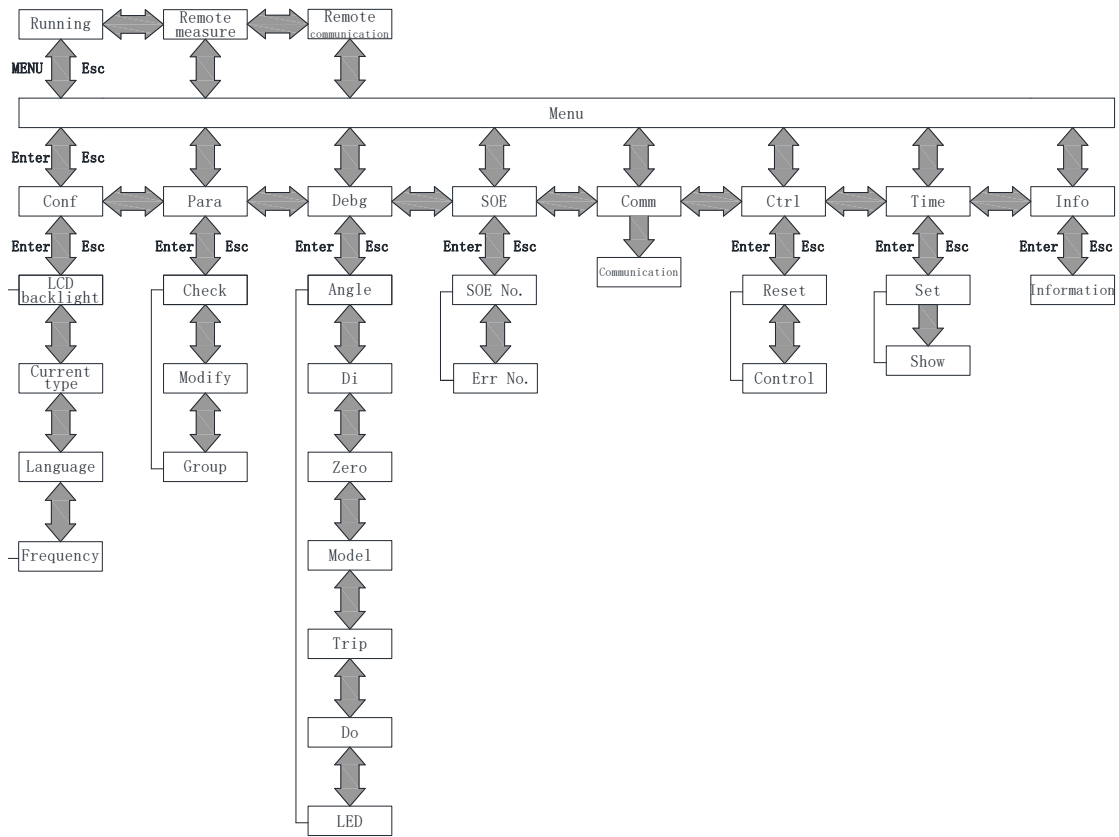 Running
Remote
measure
Remote
communication
MENU Esc
Menu
Enter Esc
Conf
Para
Debg
SOE
Comm
Ctrl
Time
Info
Enter Esc
Enter Esc
Enter Esc
Enter Esc
Enter Esc
Enter Esc
Enter Esc
LCD
backlight
Check
Angle
SOE No.
Communication
Reset
Set
Information
Current
type
Modify
Di
Err No.
Control
Show
Language
Group
Zero
Frequency
Model
Trip
Do
LED